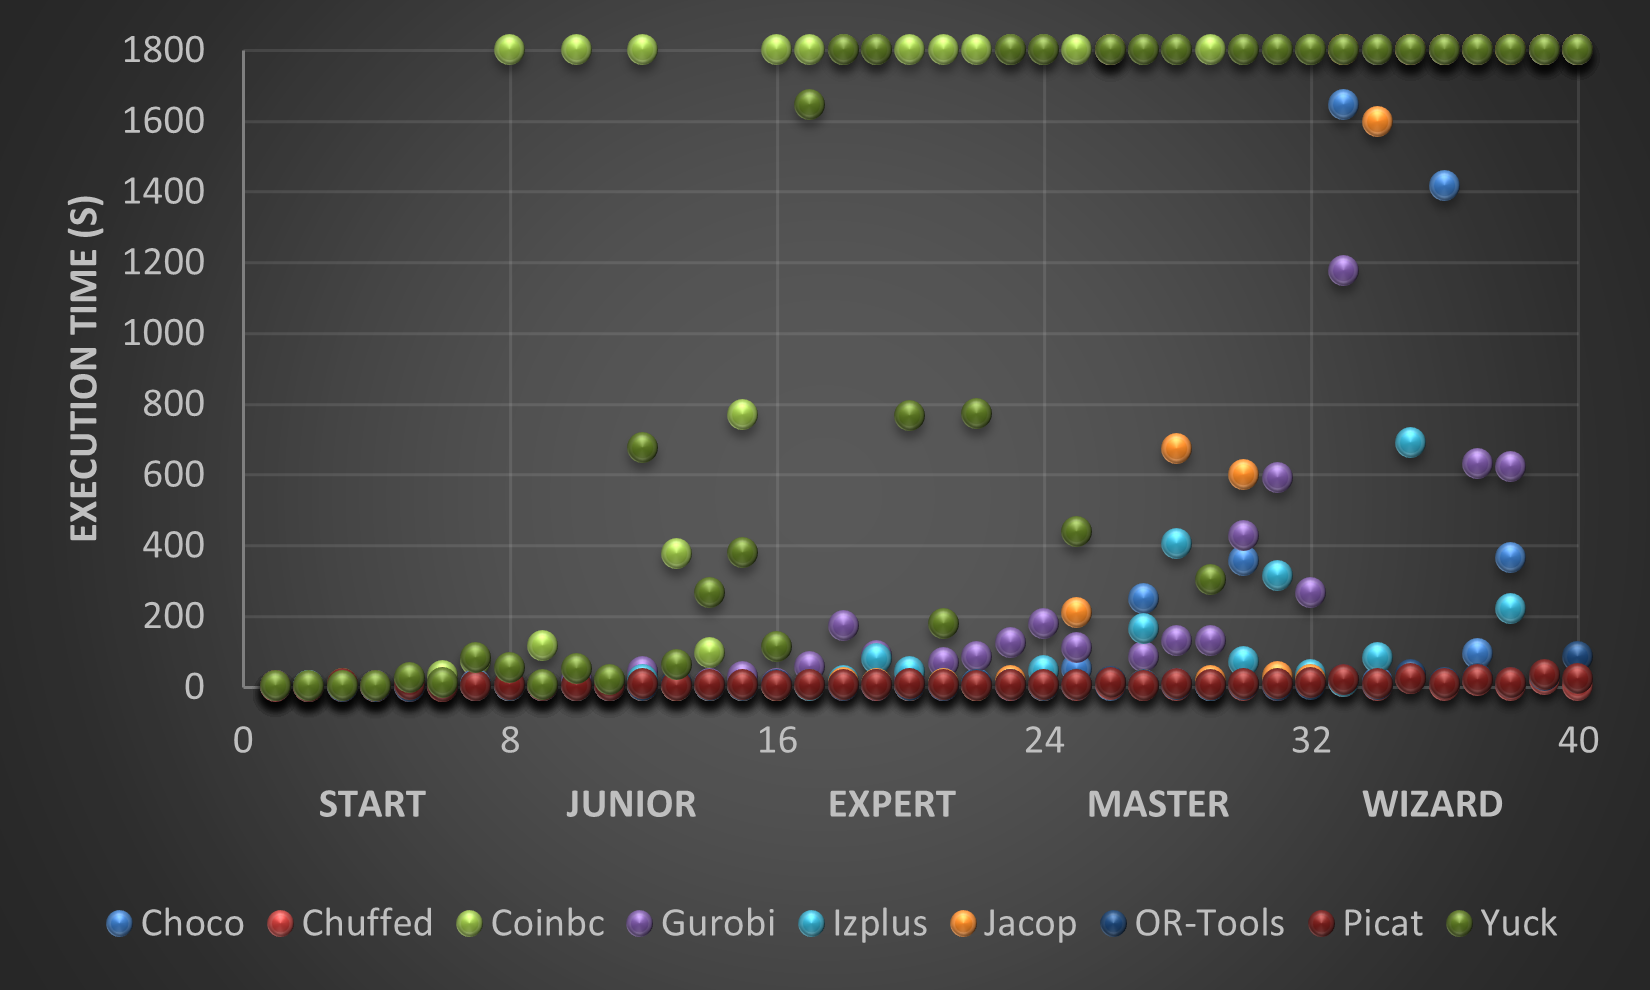 1800
1600
1400
1200
1000
800
600
400
200
0
EXECUTION TIME (S)
0 8 16 24 32 40
START JUNIOR EXPERT MASTER WIZARD
Choco Chuffed Coinbc Gurobi Izplus Jacop OR-Tools Picat Yuck